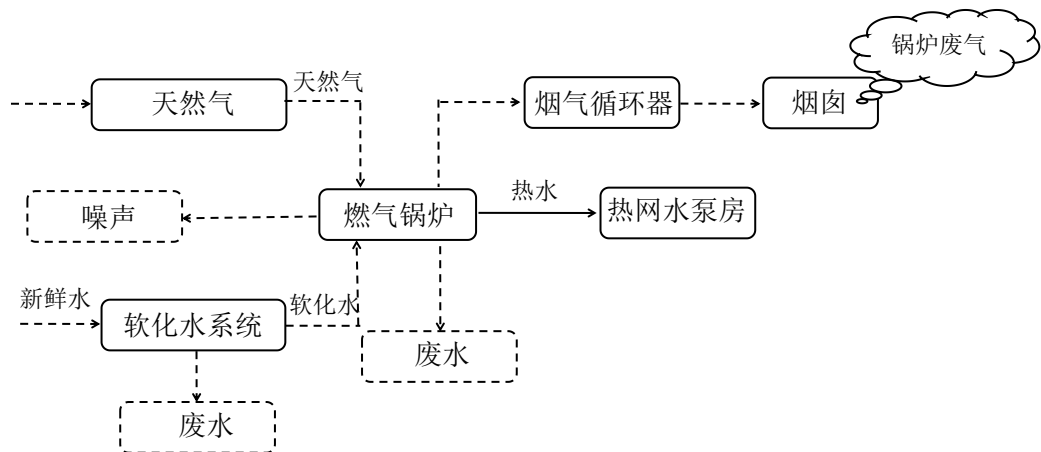 锅炉废气
天然气
天然气
烟气循环器
烟囱
噪声
燃气锅炉
热水
热网水泵房
新鲜水
软化水系统
软化水
废水
废水